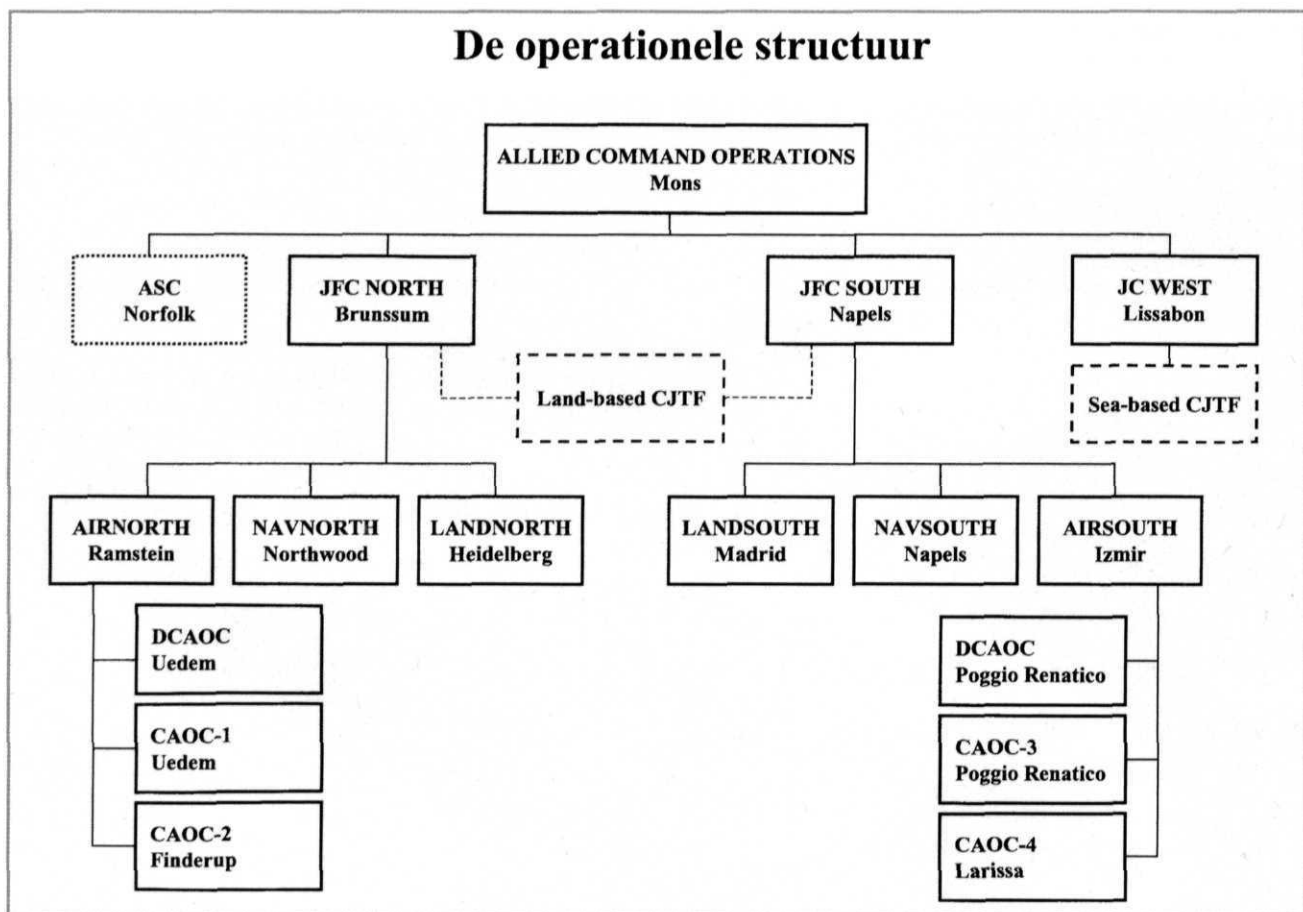 De operationele structuur
ALLIED COMMAND OPERATIONS
Mons
ASC
Norfolk
JFC NORTH
Brunssum
JFC SOUTH
Napels
JC WEST
Lissabon
Land-based CJTF
Sea-based CJTF
AIRNORTH
Ramstein
NAVNORTH
Northwood
LANDNORTH
Heidelberg
LANDSOUTH
Madrid
NAVSOUTH
Napels
AIRSOUTH
Izmir
DCAOC
Uedem
CAOC-1
Uedem
CAOC-2
Finderup
DCAOC
Poggio Renatico
CAOC-3
Poggio Renatico
CAOC-4
Larissa